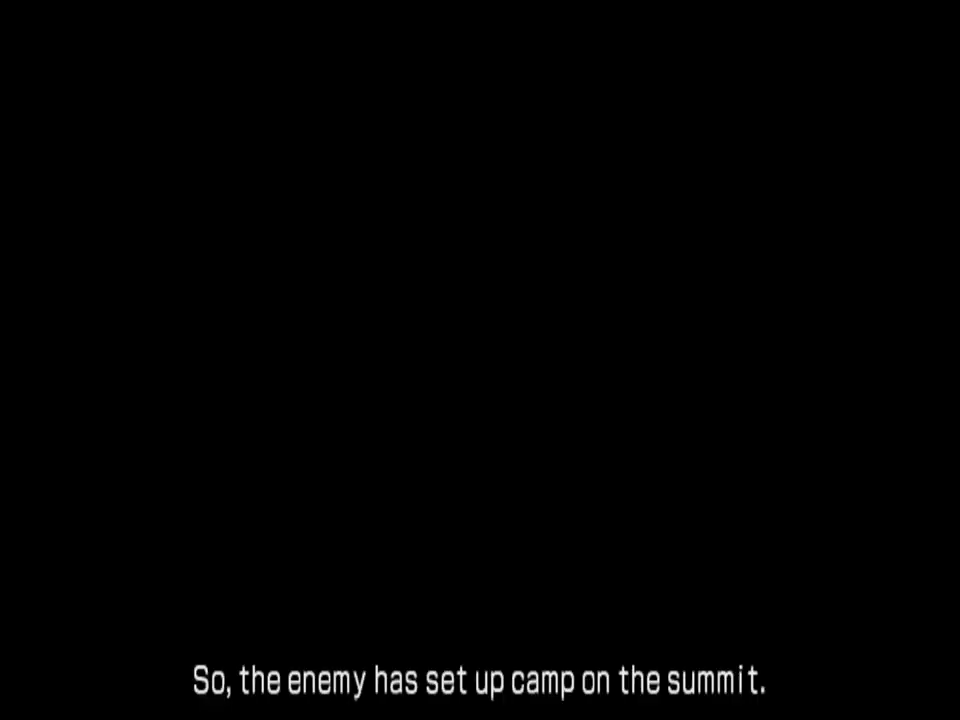 So, the enemy has set up camp on the summit.